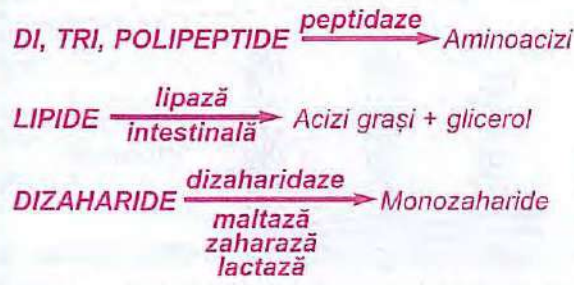 peptidaze
DI, TRI, POLIPEPTIDE Aminoacizi
lipază
LIPIDE Acizi grași + glicerol
intestinală
dizaharidaze
DIZAHARIDE Monozaharide
maltază
zaharază
lactază